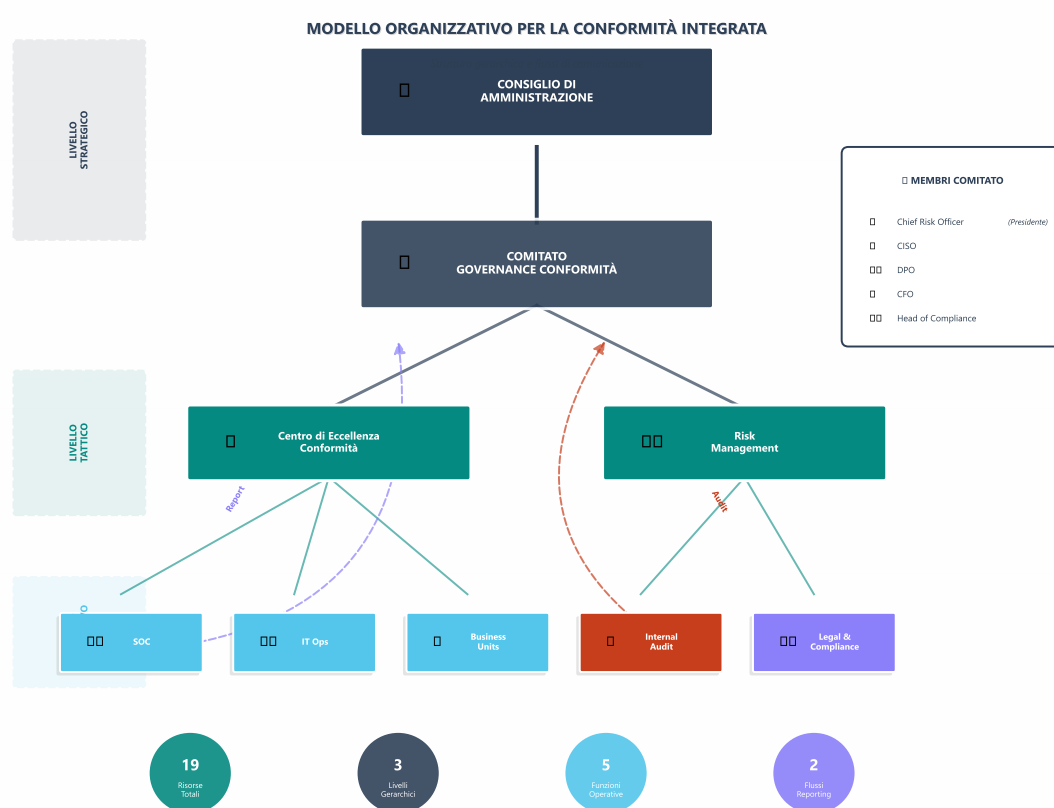 MODELLO ORGANIZZATIVO PER LA CONFORMITÀ INTEGRATA
LIVELLO
STRATEGICO
CONSIGLIO DI
AMMINISTRAZIONE
MEMBRI COMITATO
Chief Risk Officer (Presidente)
CISO
DPO
CFO
Head of Compliance
COMITATO
GOVERNANCE CONFORMITÀ
LIVELLO
TATTICO
Centro di Eccellenza
Conformità
Risk
Management
Report
Audit
SOC
IT Ops
Business
Units
Internal
Audit
Legal &
Compliance
19
Risorse
Totali
3
Livelli
Gerarchici
5
Funzioni
Operative
2
Flussi
Reporting